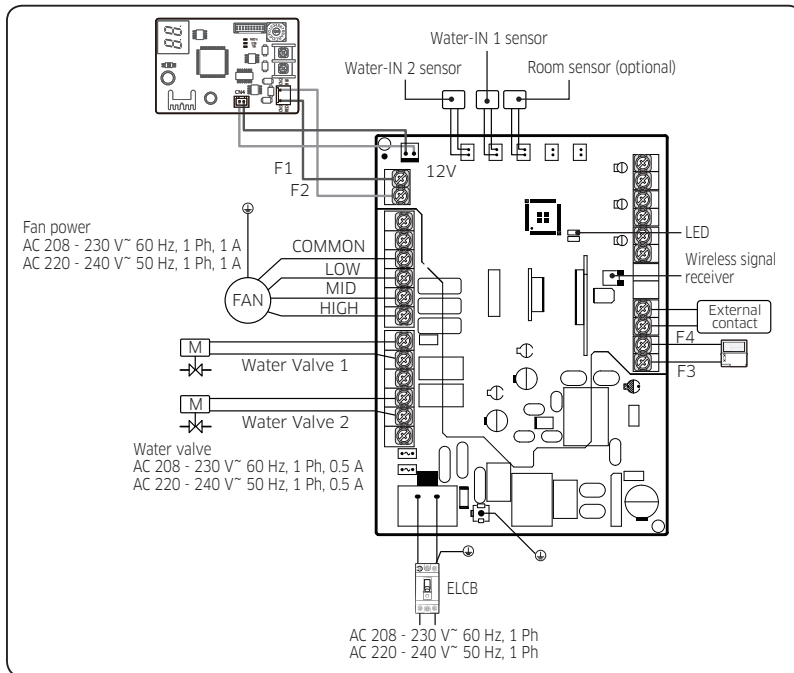 Water-IN 1 sensor
Water-IN 2 sensor
Room sensor (optional)
CN4
F1
F2
12V
Fan power
AC 208 - 230 V~ 60 Hz, 1 Ph, 1 A
AC 220 - 240 V~ 50 Hz, 1 Ph, 1 A
COMMON
LOW
MID
HIGH
FAN
LED
Wireless signal
receiver
External
contact
F4
F3
M
Water Valve 1
M
Water Valve 2
Water valve
AC 208 - 230 V~ 60 Hz, 1 Ph, 0.5 A
AC 220 - 240 V~ 50 Hz, 1 Ph, 0.5 A
ELCB
AC 208 - 230 V~ 60 Hz, 1 Ph
AC 220 - 240 V~ 50 Hz, 1 Ph